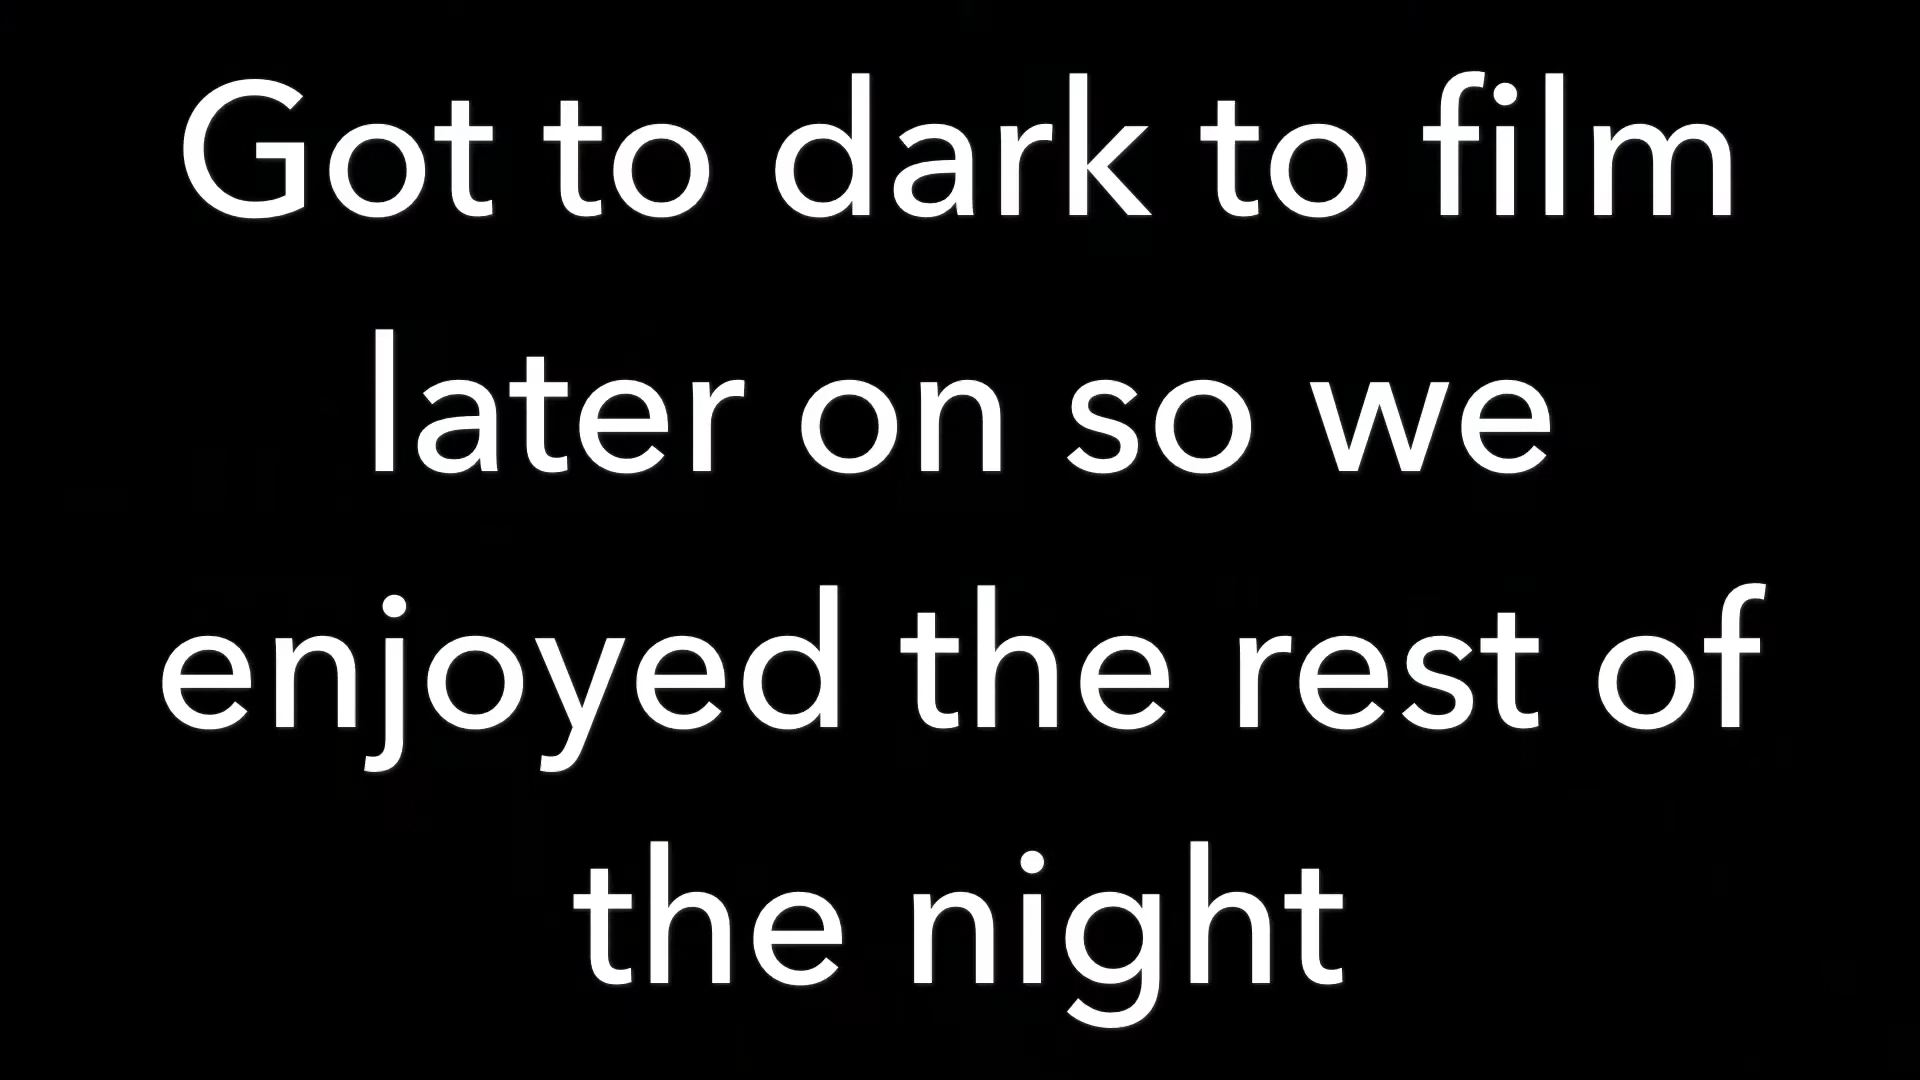 Got to dark to film
later on so we
enjoyed the rest of
the night